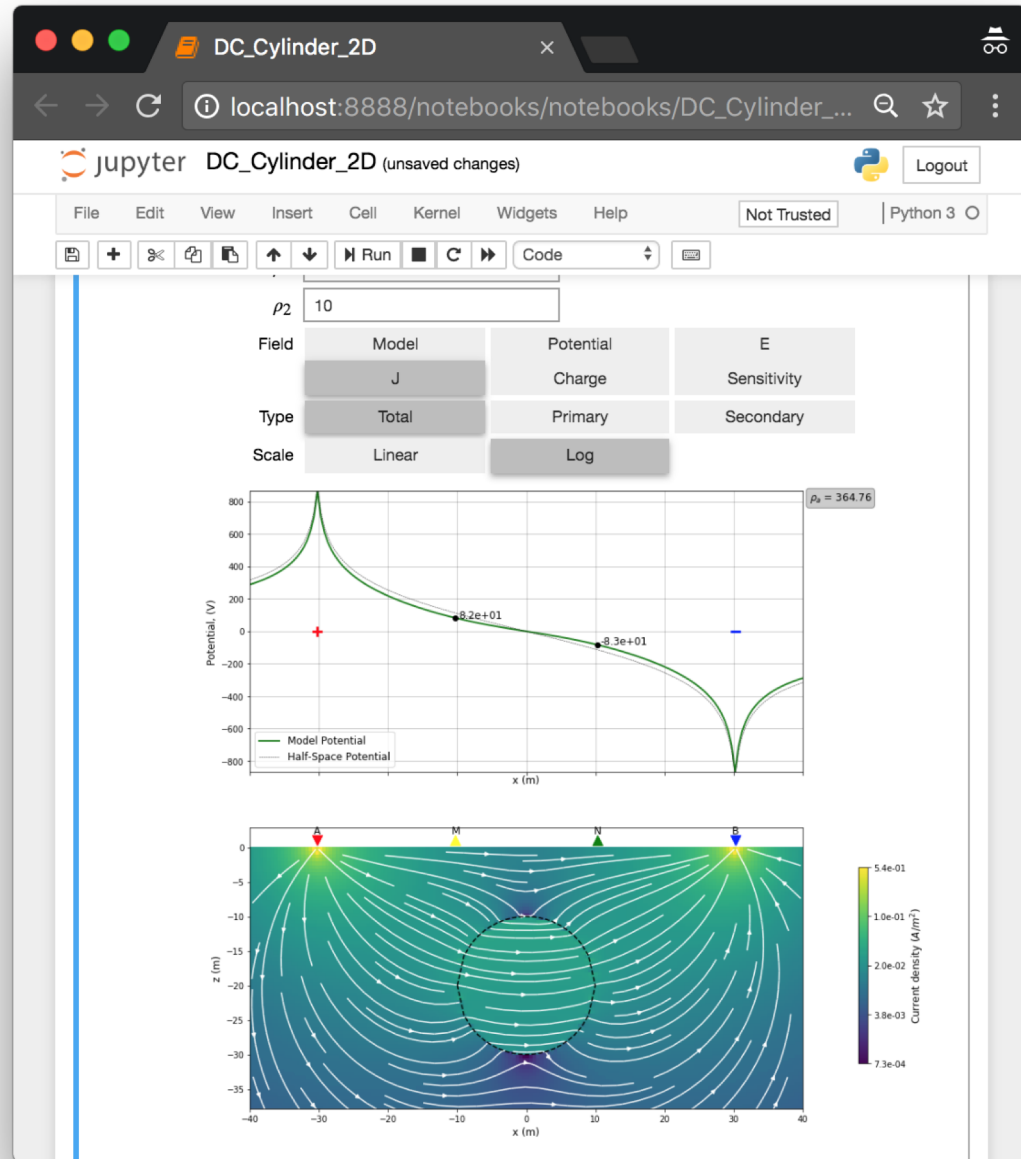 DC_Cylinder_2D ×
localhost:8888/notebooks/notebooks/DC_Cylinder_...
jupyter DC_Cylinder_2D (unsaved changes) Logout
File Edit View Insert Cell Kernel Widgets Help Not Trusted Python 3
Run Code
ρ2 10
Field Model Potential E
J Charge Sensitivity
Type Total Primary Secondary
Scale Linear Log
ρa = 364.76
800
600
400
200
0
−200
−400
−600
−800
Potential, (V)
8.2e+01
-8.3e+01
+
−
Model Potential
Half-Space Potential
x (m)
A M N B
0
−5
−10
−15
−20
−25
−30
−35
z (m)
−40 −30 −20 −10 0 10 20 30 40
x (m)
5.4e-01
1.0e-01
2.0e-02
3.8e-03
7.3e-04
Current density (A/m²)